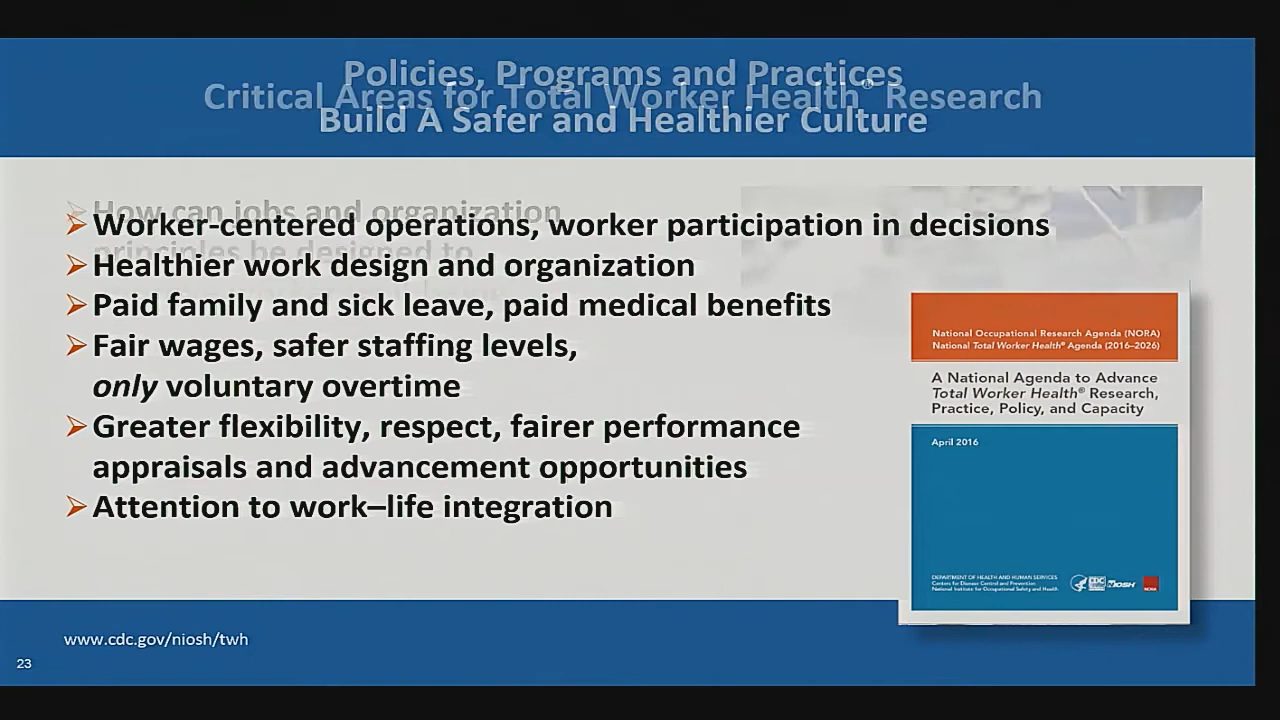 Policies, Programs and Practices
Critical Areas for Total Worker Health® Research
Build A Safer and Healthier Culture
How can jobs and organization
➢Worker-centered operations, worker participation in decisions
principles be designed to
➢Healthier work design and organization
➢Paid family and sick leave, paid medical benefits
➢Fair wages, safer staffing levels,
only voluntary overtime
➢Greater flexibility, respect, fairer performance
appraisals and advancement opportunities
➢Attention to work–life integration
National Occupational Research Agenda (NORA)
National Total Worker Health® Agenda (2016–2026)
A National Agenda to Advance
Total Worker Health® Research,
Practice, Policy, and Capacity
April 2016
DEPARTMENT OF HEALTH AND HUMAN SERVICES
Centers for Disease Control and Prevention
National Institute for Occupational Safety and Health
CDC NIOSH NORA
www.cdc.gov/niosh/twh
23